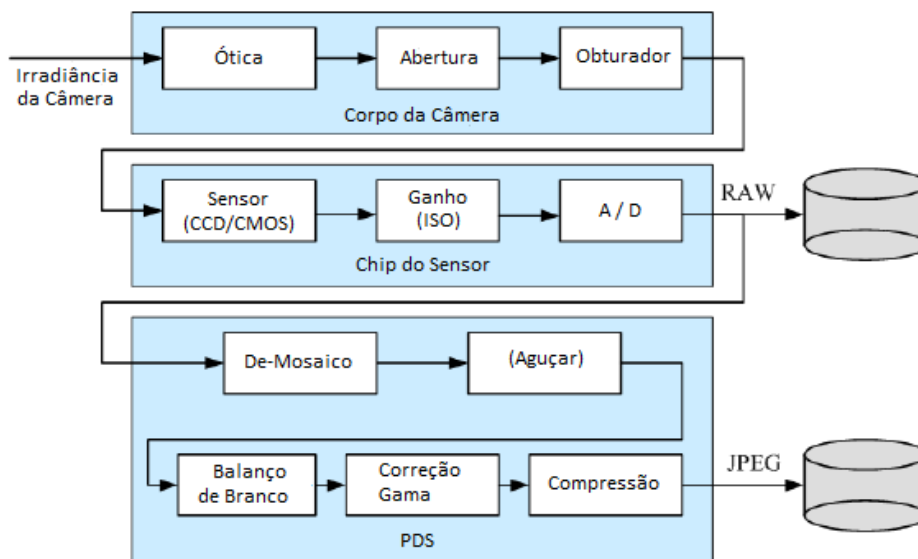 Irradiância
da Câmera
Ótica
Abertura
Obturador
Corpo da Câmera
Sensor
(CCD/CMOS)
Ganho
(ISO)
A / D
RAW
Chip do Sensor
De-Mosaico
(Aguçar)
Balanço
de Branco
Correção
Gama
Compressão
JPEG
PDS